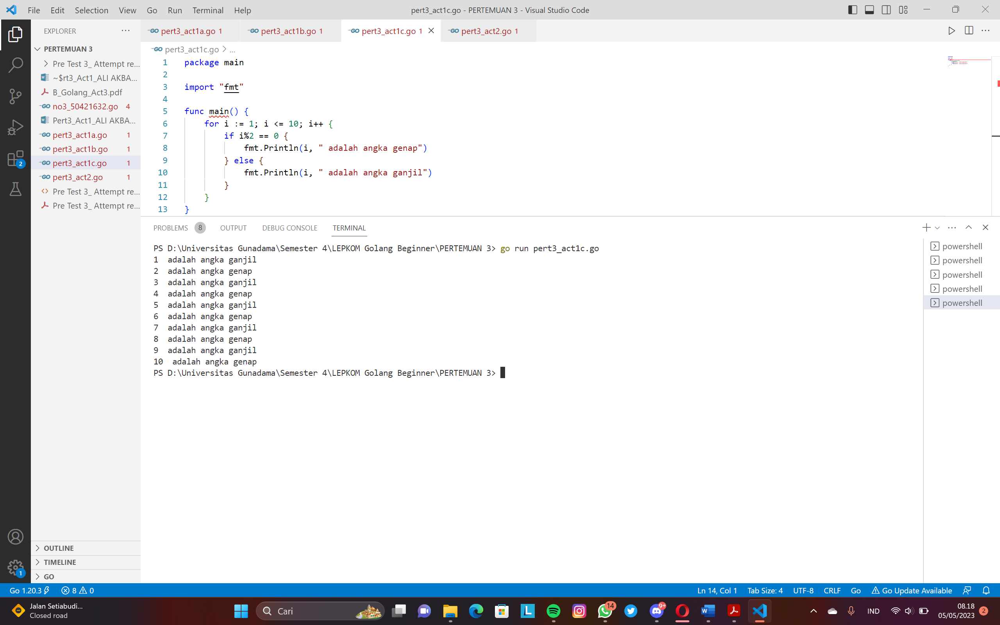 File Edit Selection View Go Run Terminal Help
pert3_act1c.go - PERTEMUAN 3 - Visual Studio Code
EXPLORER
PERTEMUAN 3
Pre Test 3_ Attempt re...
~$rt3_Act1_ALI AKBA...
B_Golang_Act3.pdf
no3_50421632.go 4
Pert3_Act1_ALI AKBA...
pert3_act1a.go 1
pert3_act1b.go 1
pert3_act1c.go 1
pert3_act2.go 1
Pre Test 3_ Attempt re...
Pre Test 3_ Attempt re...
OUTLINE
TIMELINE
GO
2
1
GO pert3_act1a.go 1
GO pert3_act1b.go 1
GO pert3_act1c.go 1
GO pert3_act2.go 1
GO pert3_act1c.go > ...
1 package main
2
3 import "fmt"
4
5 func main() {
6 for i := 1; i <= 10; i++ {
7 if i%2 == 0 {
8 fmt.Println(i, " adalah angka genap")
9 } else {
10 fmt.Println(i, " adalah angka ganjil")
11 }
12 }
13 }
PROBLEMS 8 OUTPUT DEBUG CONSOLE TERMINAL
PS D:\Universitas Gunadama\Semester 4\LEPKOM Golang Beginner\PERTEMUAN 3> go run pert3_act1c.go
1  adalah angka ganjil
2  adalah angka genap
3  adalah angka ganjil
4  adalah angka genap
5  adalah angka ganjil
6  adalah angka genap
7  adalah angka ganjil
8  adalah angka genap
9  adalah angka ganjil
10  adalah angka genap
PS D:\Universitas Gunadama\Semester 4\LEPKOM Golang Beginner\PERTEMUAN 3>
powershell
powershell
powershell
powershell
powershell
Go 1.20.3 8 0
Ln 14, Col 1 Tab Size: 4 UTF-8 CRLF Go Go Update Available
Jalan Setiabudi...
Closed road
Cari
L
14
9+
IND
08.18
05/05/2023
2